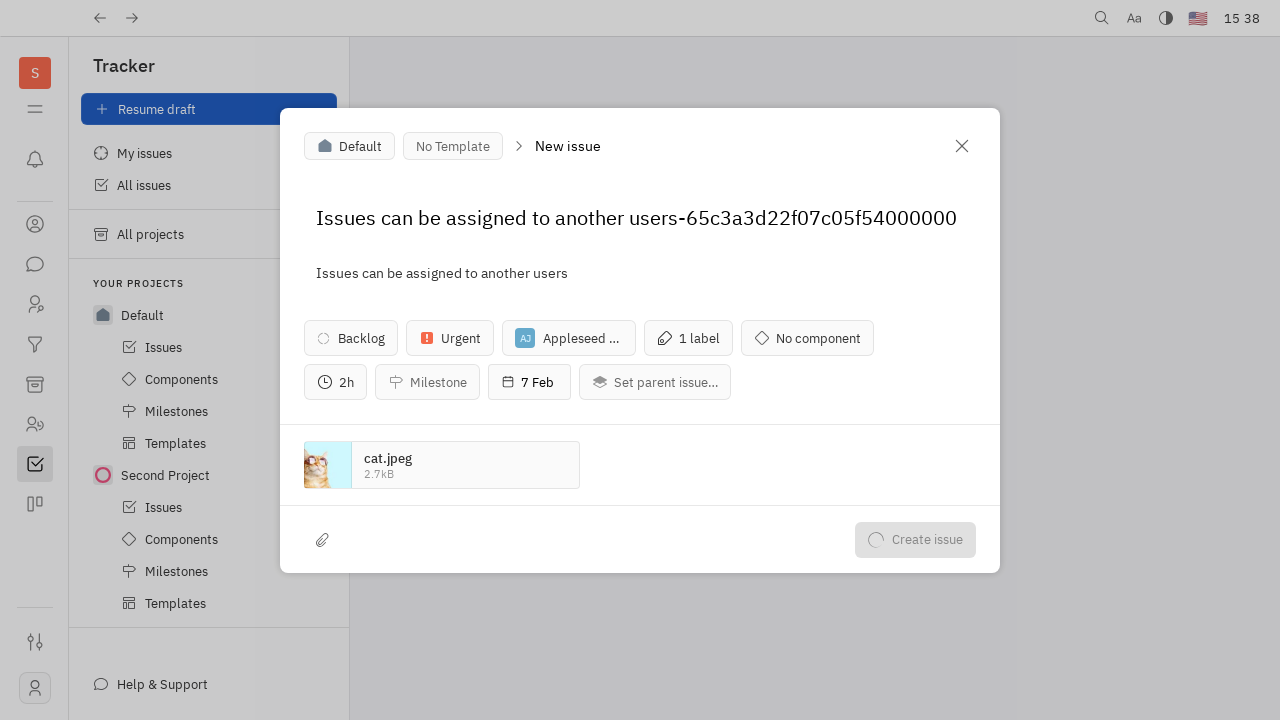 Aa
15 38
S
Tracker
Resume draft
My issues
All issues
All projects
YOUR PROJECTS
Default
Issues
Components
Milestones
Templates
Second Project
Issues
Components
Milestones
Templates
Help & Support
Default
No Template
New issue
Issues can be assigned to another users-65c3a3d22f07c05f54000000
Issues can be assigned to another users
Backlog
Urgent
AJ Appleseed ...
1 label
No component
2h
Milestone
7 Feb
Set parent issue...
cat.jpeg
2.7kB
Create issue